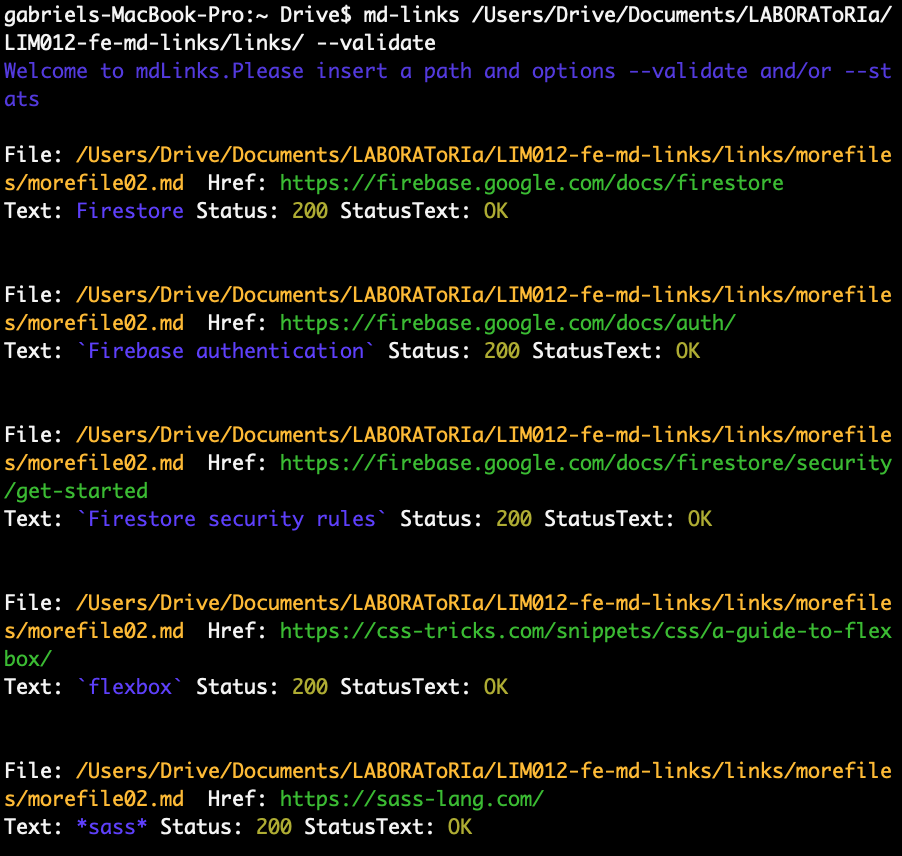 gabriels-MacBook-Pro:~ Drive$ md-links /Users/Drive/Documents/LABORAToRIa/
LIM012-fe-md-links/links/ --validate
Welcome to mdLinks.Please insert a path and options --validate and/or --st
ats
File: /Users/Drive/Documents/LABORAToRIa/LIM012-fe-md-links/links/morefile
s/morefile02.md  Href: https://firebase.google.com/docs/firestore
Text: Firestore Status: 200 StatusText: OK
File: /Users/Drive/Documents/LABORAToRIa/LIM012-fe-md-links/links/morefile
s/morefile02.md  Href: https://firebase.google.com/docs/auth/
Text: `Firebase authentication` Status: 200 StatusText: OK
File: /Users/Drive/Documents/LABORAToRIa/LIM012-fe-md-links/links/morefile
s/morefile02.md  Href: https://firebase.google.com/docs/firestore/security
/get-started
Text: `Firestore security rules` Status: 200 StatusText: OK
File: /Users/Drive/Documents/LABORAToRIa/LIM012-fe-md-links/links/morefile
s/morefile02.md  Href: https://css-tricks.com/snippets/css/a-guide-to-flex
box/
Text: `flexbox` Status: 200 StatusText: OK
File: /Users/Drive/Documents/LABORAToRIa/LIM012-fe-md-links/links/morefile
s/morefile02.md  Href: https://sass-lang.com/
Text: *sass* Status: 200 StatusText: OK